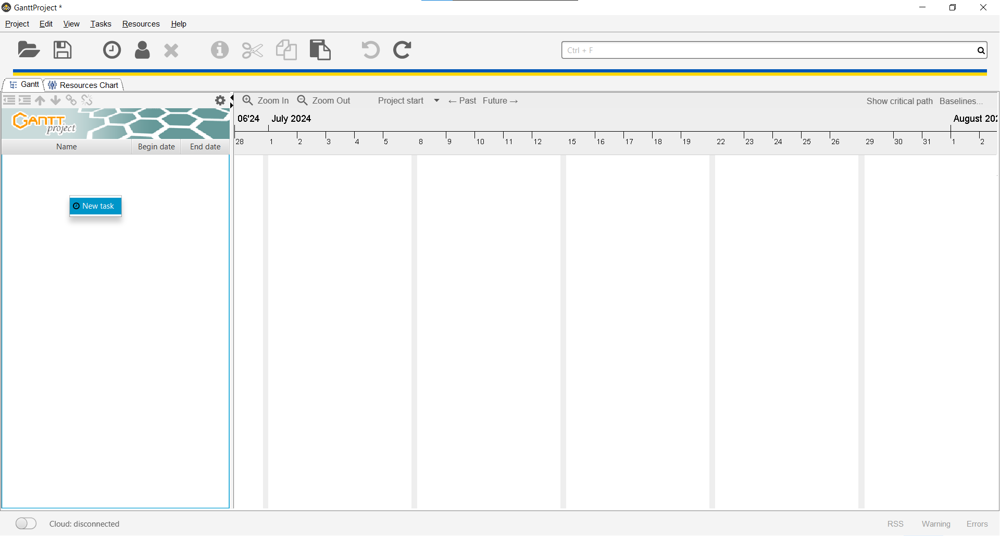 GanttProject *
Project Edit View Tasks Resources Help
Ctrl + F
Gantt Resources Chart
Zoom In Zoom Out Project start ← Past Future → Show critical path Baselines...
GANTT
project
06'24 July 2024 August 202
28 1 2 3 4 5 8 9 10 11 12 15 16 17 18 19 22 23 24 25 26 29 30 31 1 2
Name Begin date End date
New task
Cloud: disconnected RSS Warning Errors